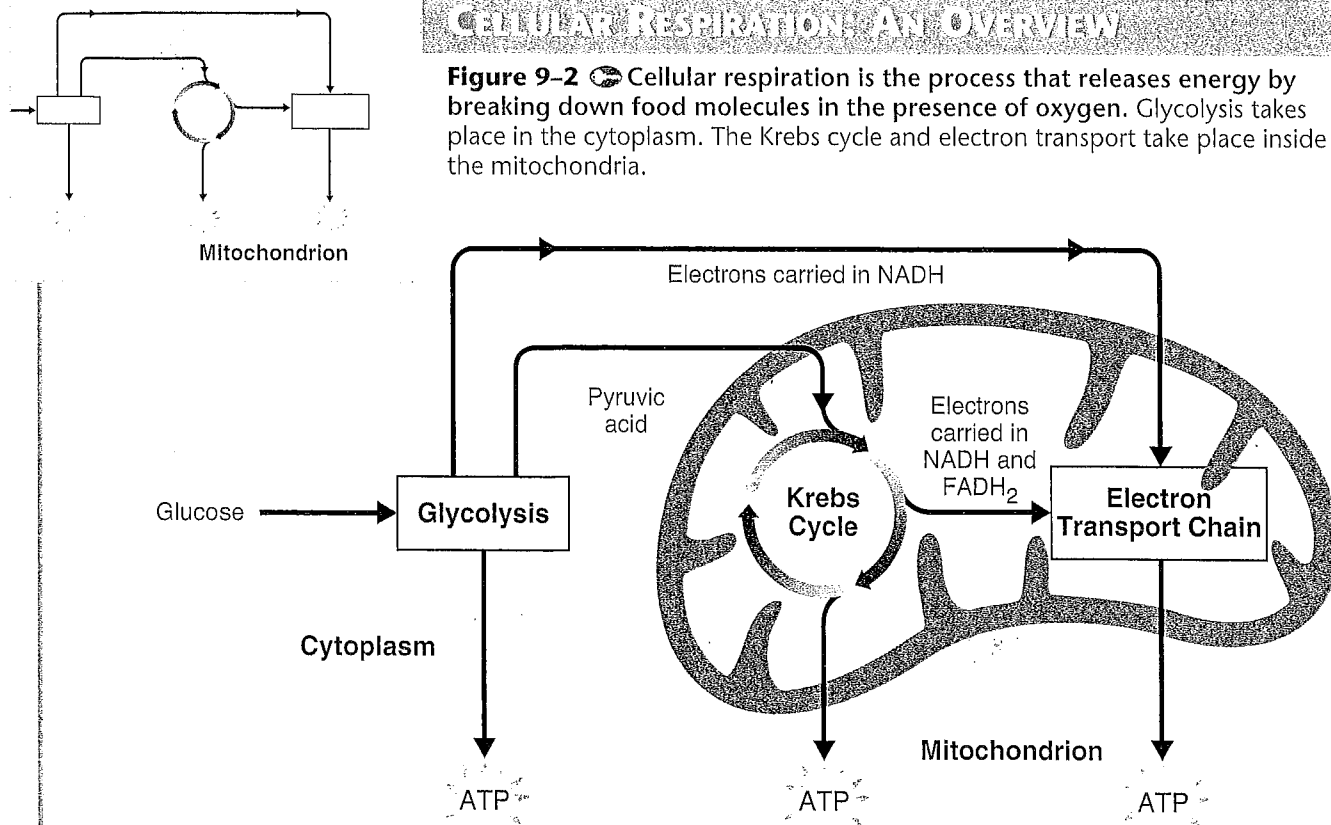 CELLULAR RESPIRATION: AN OVERVIEW
Figure 9–2 Cellular respiration is the process that releases energy by
breaking down food molecules in the presence of oxygen. Glycolysis takes
place in the cytoplasm. The Krebs cycle and electron transport take place inside
the mitochondria.
Mitochondrion
Electrons carried in NADH
Pyruvic
acid
Electrons
carried in
NADH and
FADH₂
Glucose
Glycolysis
Krebs
Cycle
Electron
Transport Chain
Cytoplasm
Mitochondrion
ATP
ATP
ATP